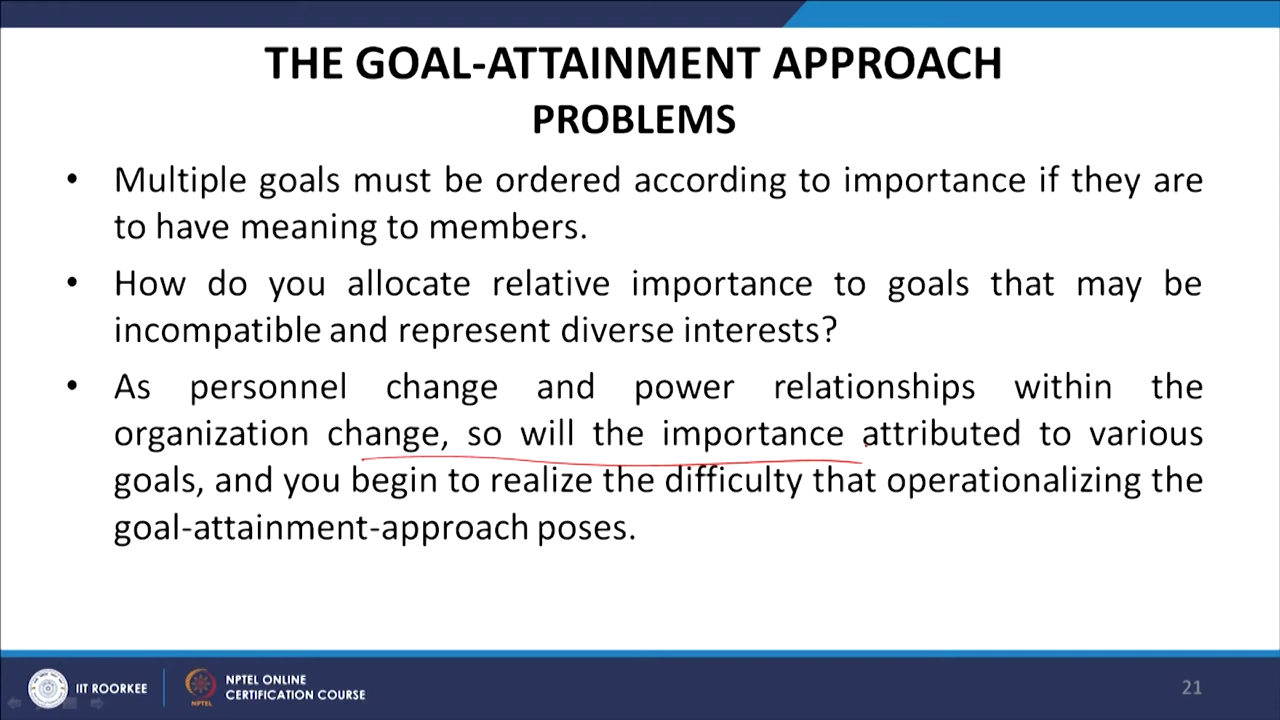 THE GOAL-ATTAINMENT APPROACH
PROBLEMS
• Multiple goals must be ordered according to importance if they are
to have meaning to members.
• How do you allocate relative importance to goals that may be
incompatible and represent diverse interests?
• As personnel change and power relationships within the
organization change, so will the importance attributed to various
goals, and you begin to realize the difficulty that operationalizing the
goal-attainment-approach poses.
IIT ROORKEE
NPTEL
NPTEL ONLINE
CERTIFICATION COURSE
21